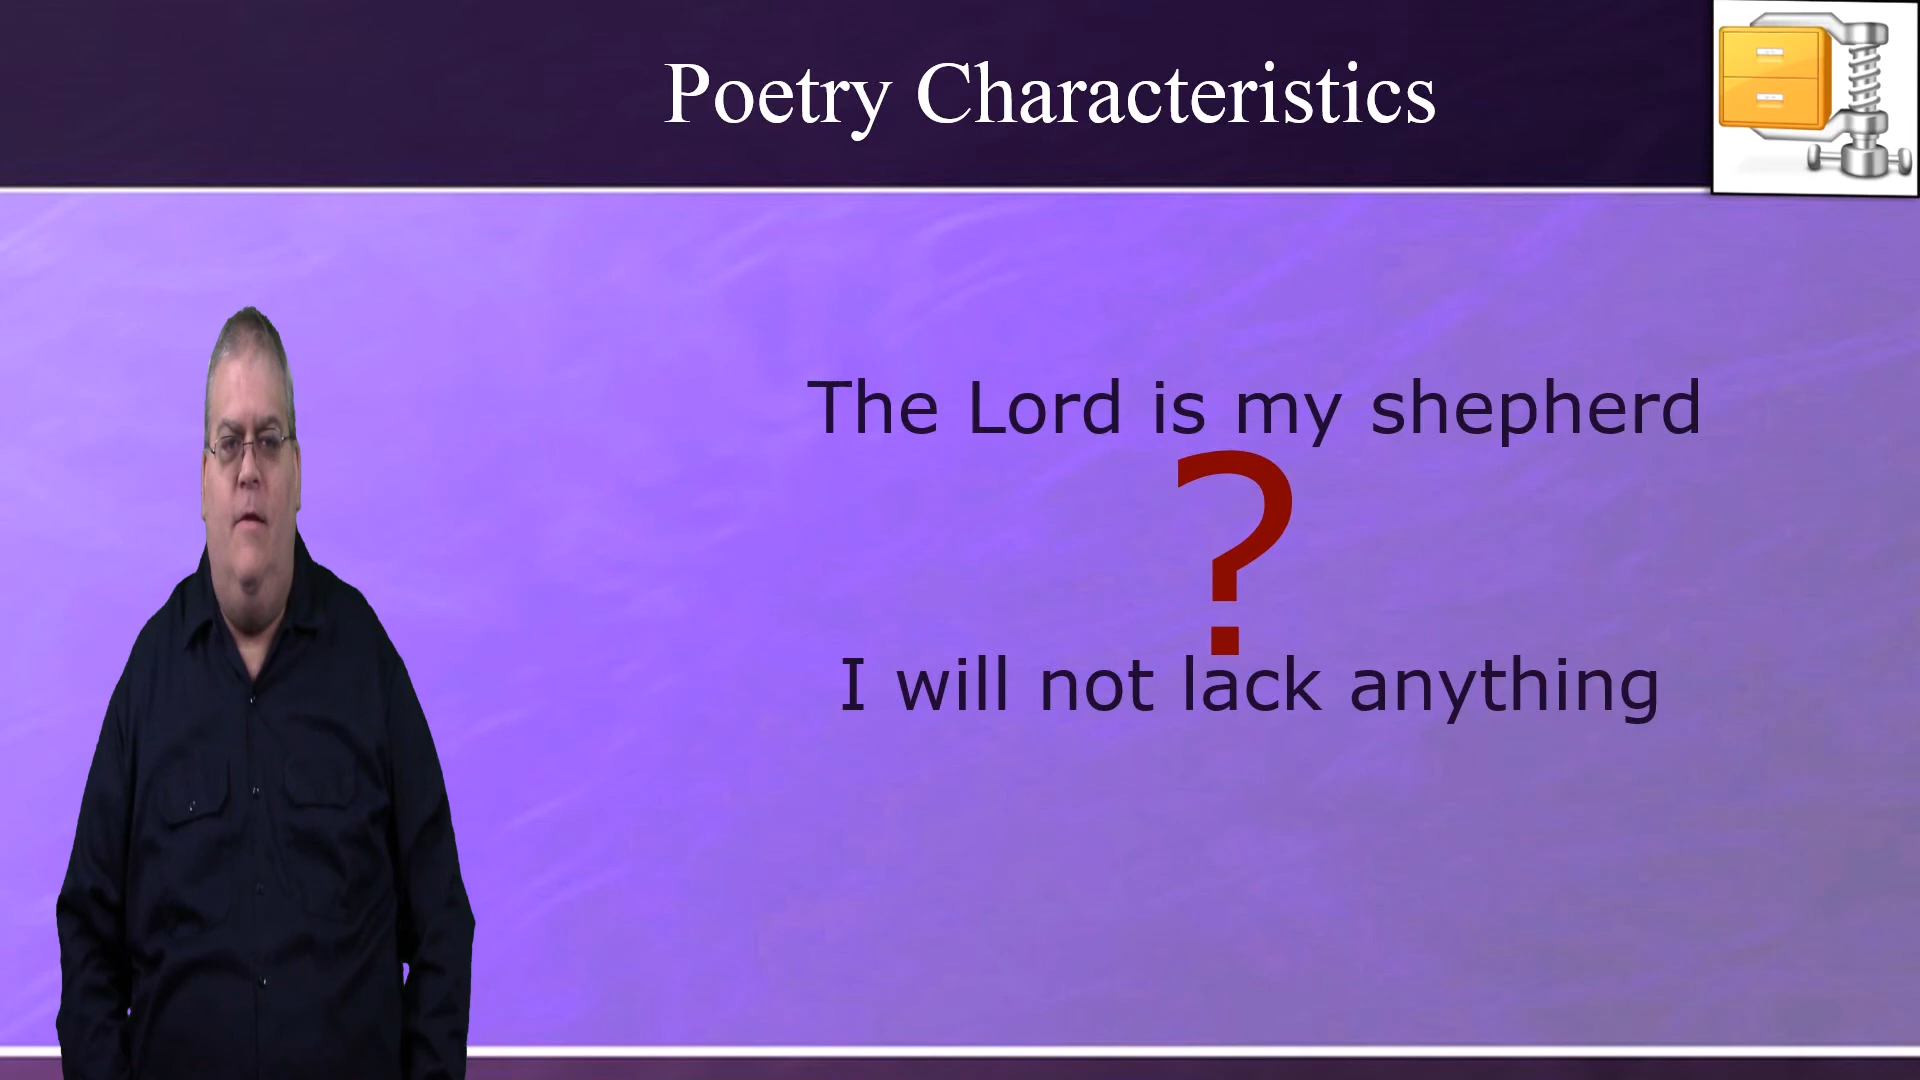 Poetry Characteristics
The Lord is my shepherd
?
I will not lack anything